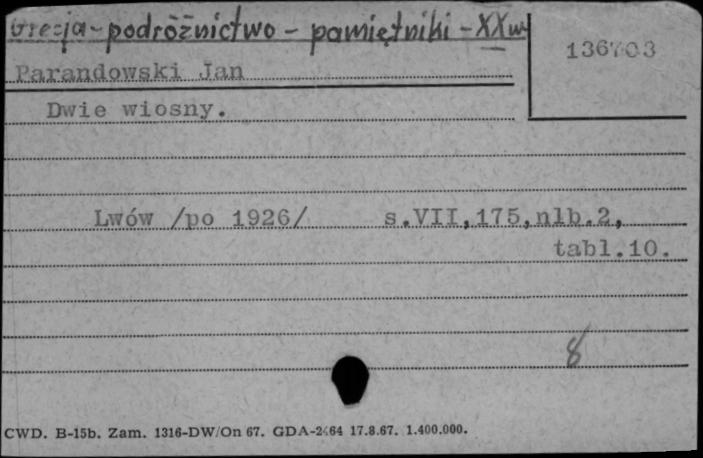 Grecja - podróżnictwo - pamiętniki - XXw
136703
Parandowski Jan
Dwie wiosny.
Lwów /po 1926/ s.VII,175,nlb.2,
tabl.10.
8
CWD. B-15b. Zam. 1316-DW/On 67. GDA-2464 17.8.67. 1.400.000.